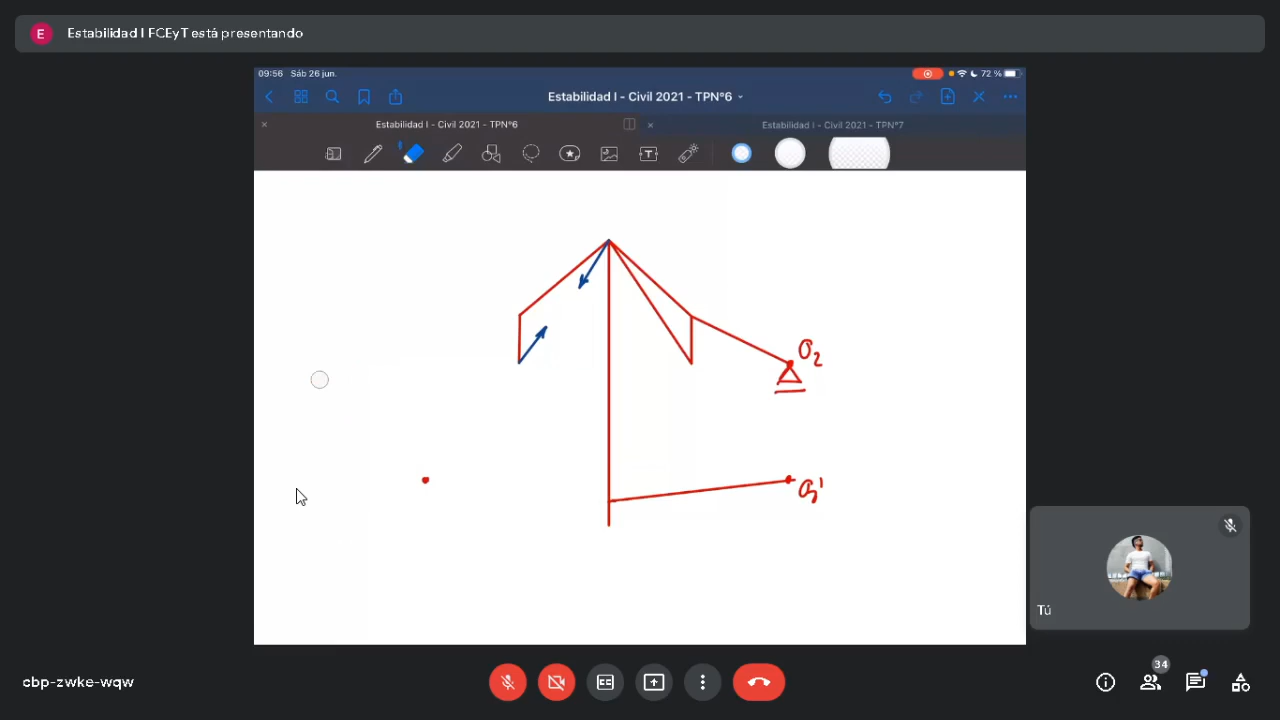 E Estabilidad I FCEyT está presentando
09:56 Sáb 26 jun. 72 %
Estabilidad I - Civil 2021 - TPN°6
Estabilidad I - Civil 2021 - TPN°6
Estabilidad I - Civil 2021 - TPN°7
T
O2
Tú
cbp-zwke-wqw
CC
34